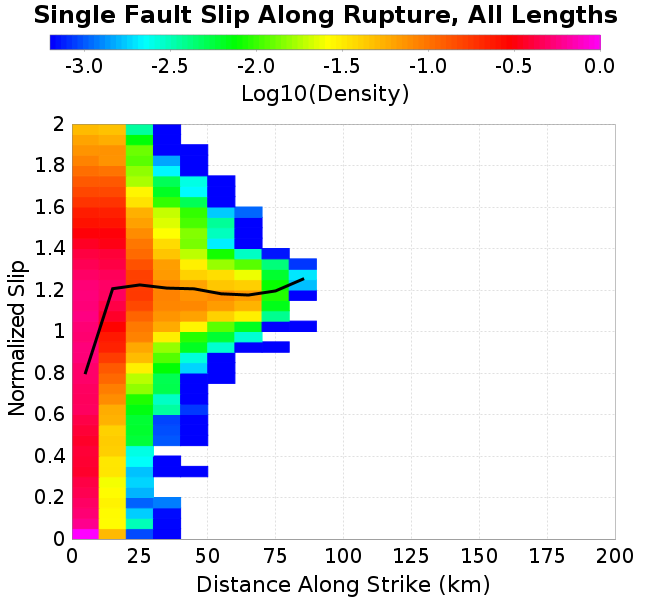 Single Fault Slip Along Rupture, All Lengths
-3.0 -2.5 -2.0 -1.5 -1.0 -0.5 0.0
Log10(Density)
2
1.8
1.6
1.4
1.2
1
0.8
0.6
0.4
0.2
0
Normalized Slip
0 25 50 75 100 125 150 175 200
Distance Along Strike (km)